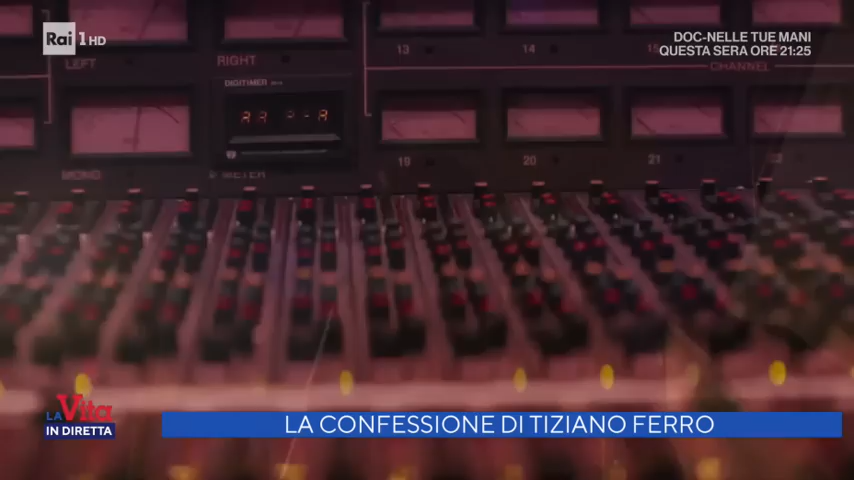 Rai 1 HD
DOC-NELLE TUE MANI
QUESTA SERA ORE 21:25
LEFT
RIGHT
13
14
15
CHANNEL
DIGITIMER
MONO
METER
19
20
21
LA Vita
IN DIRETTA
LA CONFESSIONE DI TIZIANO FERRO